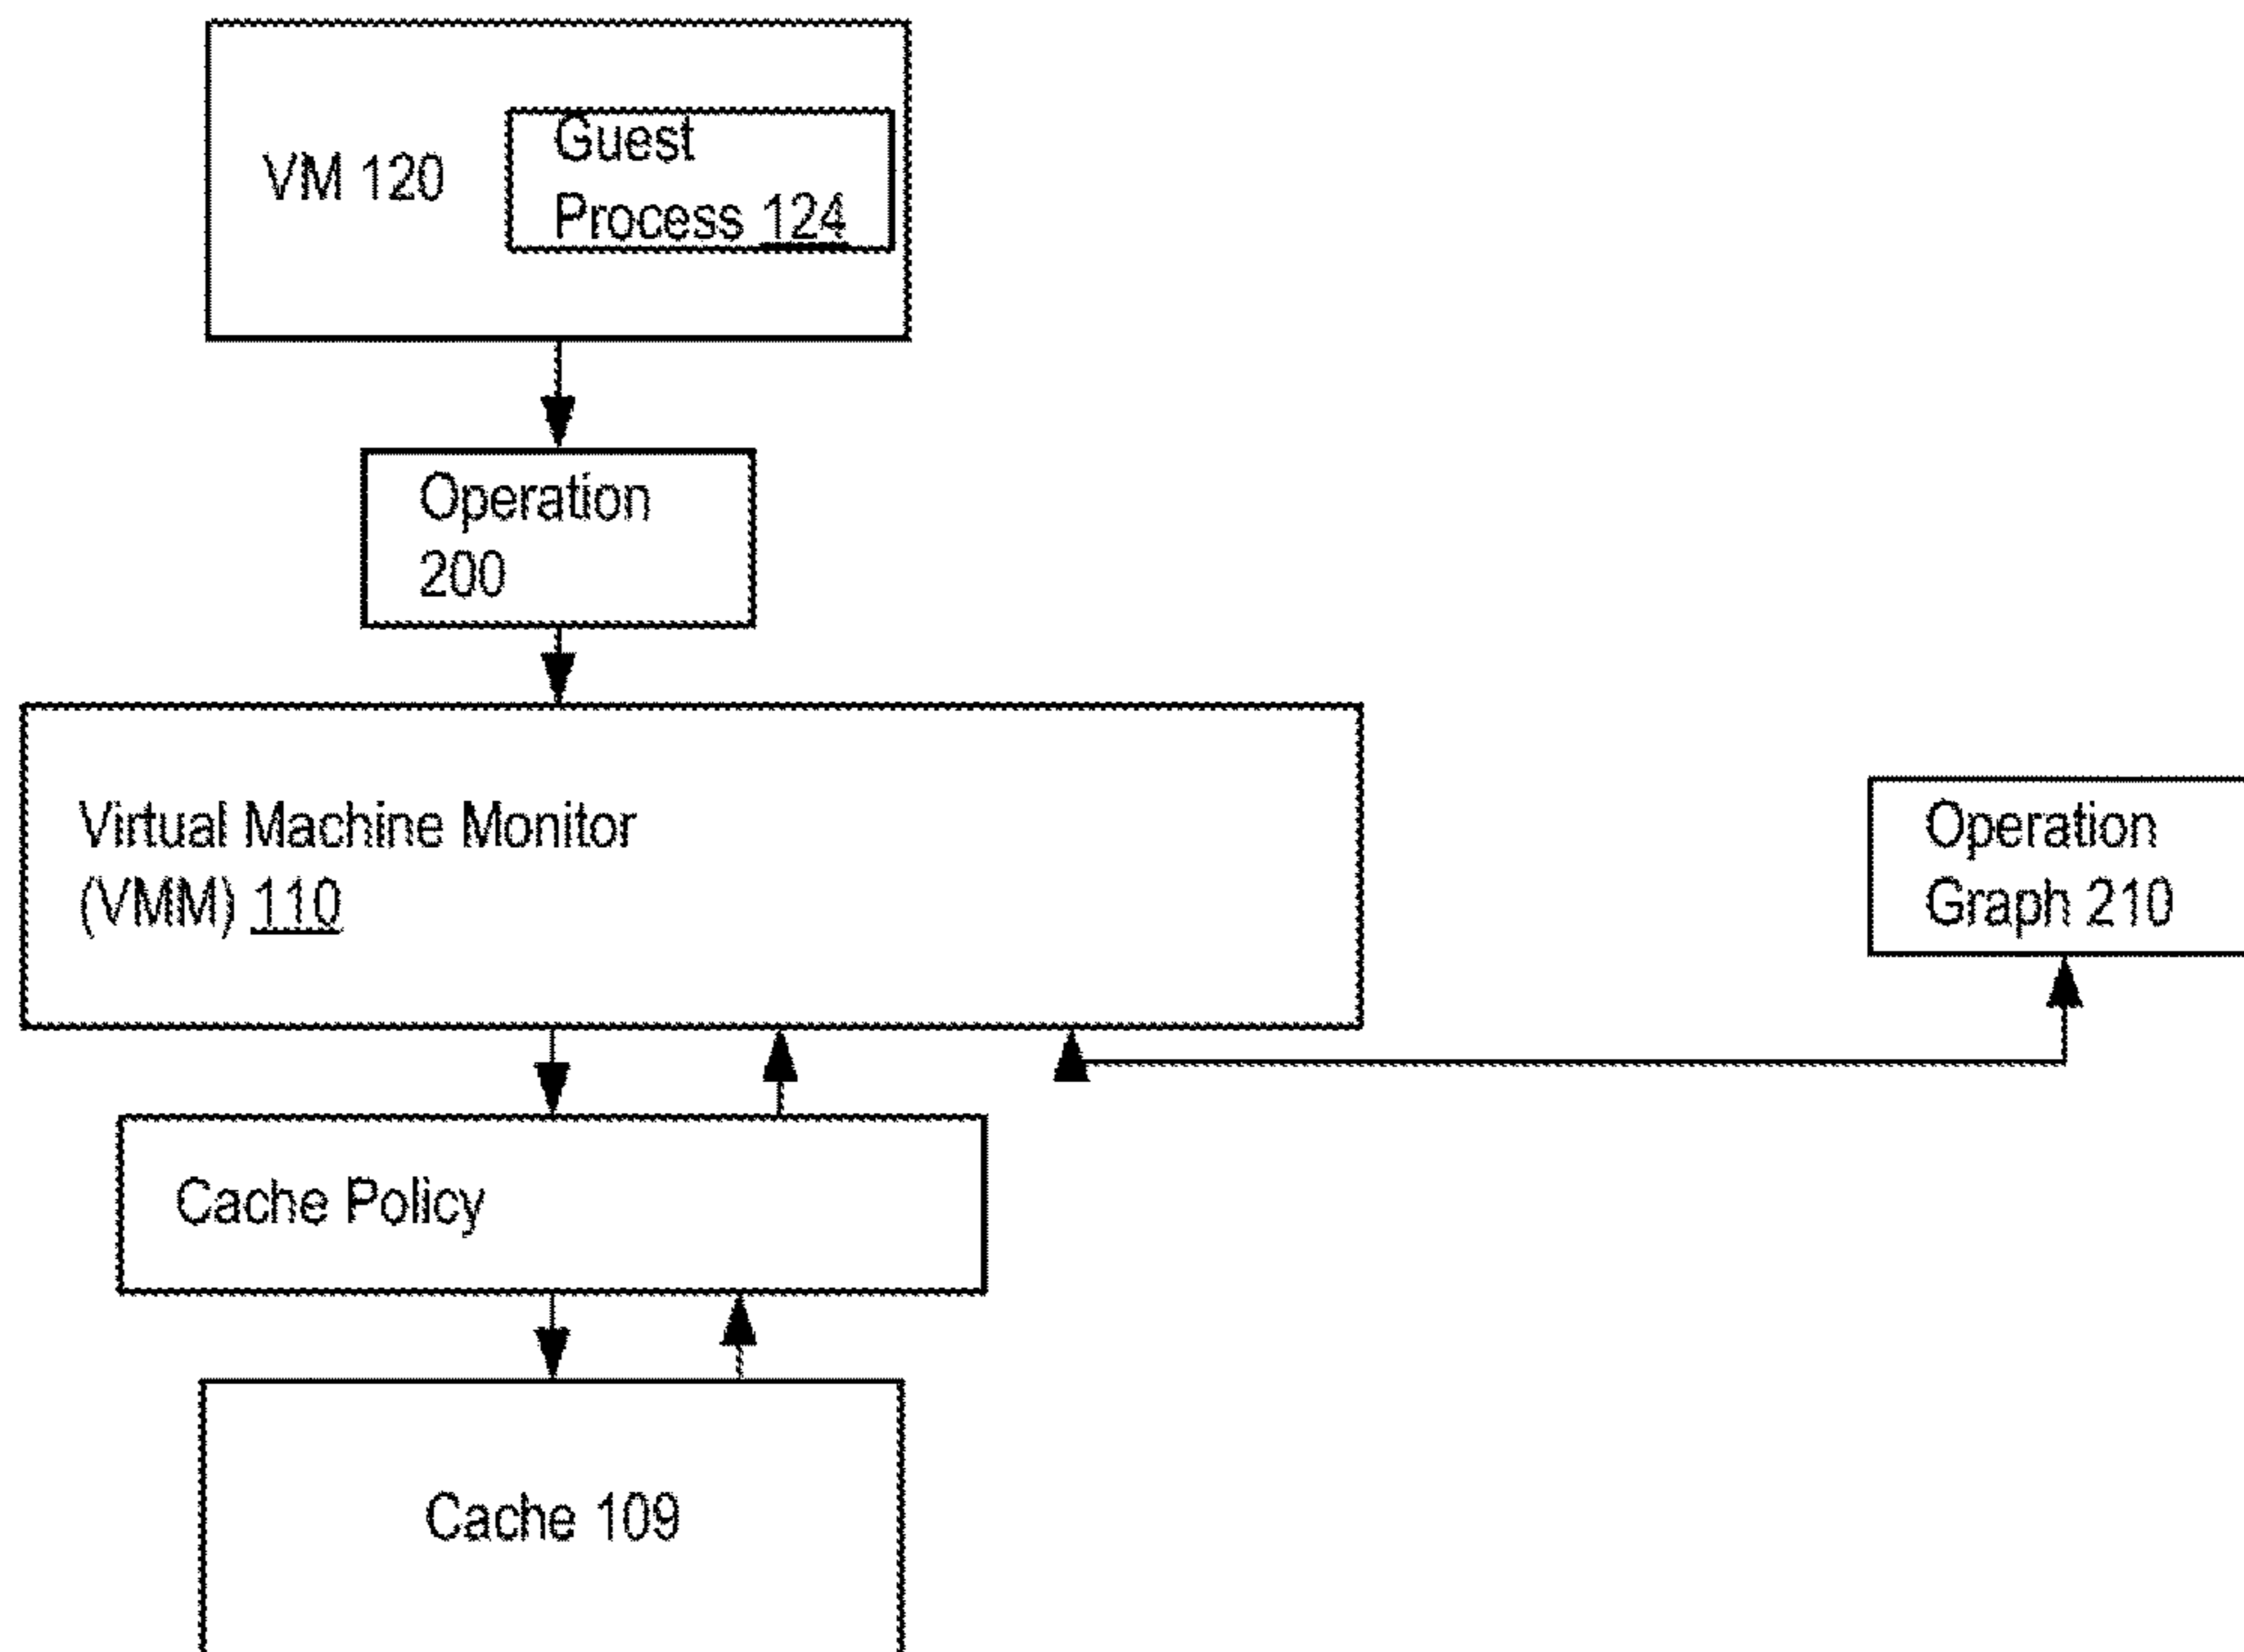 VM 120
Guest
Process 124
Operation
200
Virtual Machine Monitor
(VMM) 110
Operation
Graph 210
Cache Policy
Cache 109